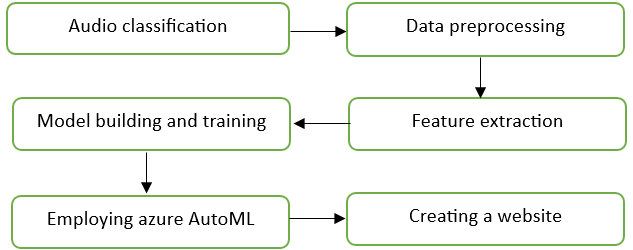 Audio classification
Data preprocessing
Feature extraction
Model building and training
Employing azure AutoML
Creating a website